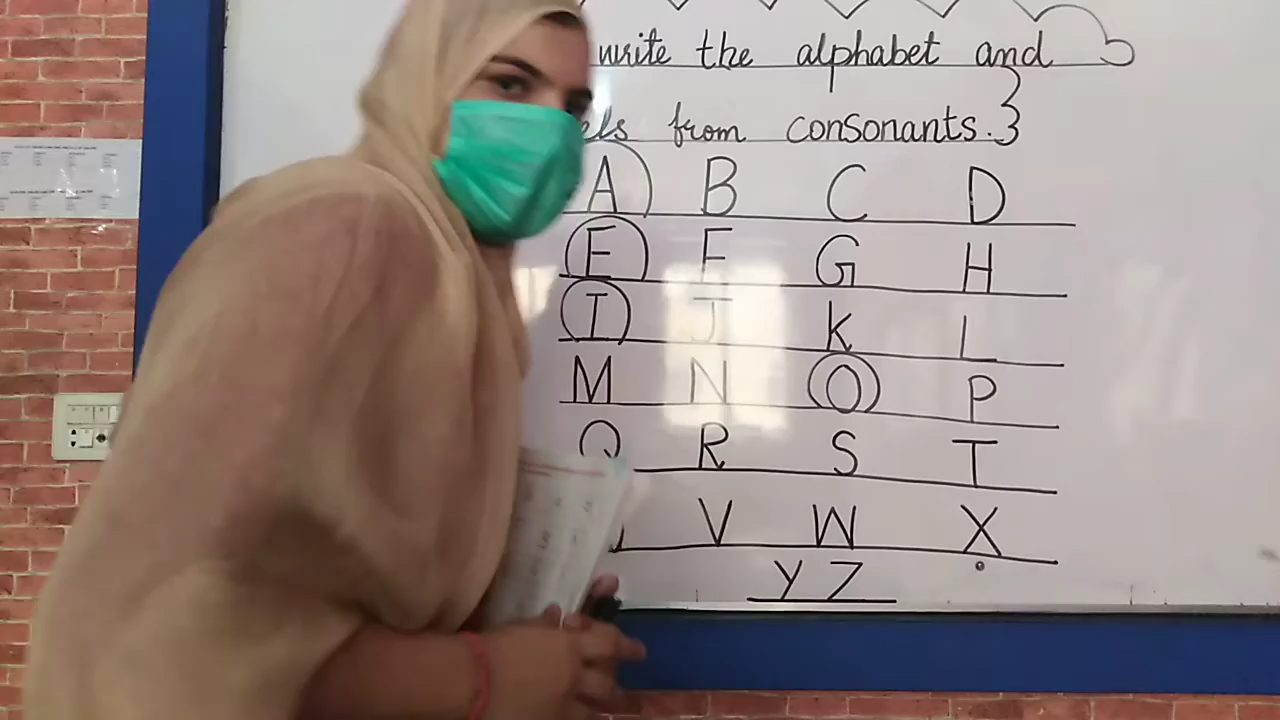 write the alphabet and
from consonants.
A B C D
E F G H
I J K L
M N O P
Q R S T
V W X
Y Z